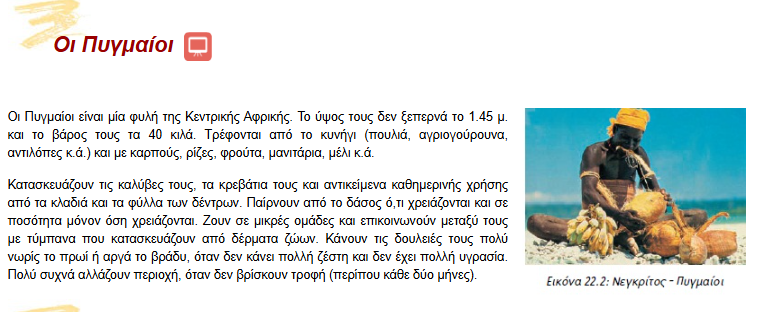 Οι Πυγμαίοι
Οι Πυγμαίοι είναι μία φυλή της Κεντρικής Αφρικής. Το ύψος τους δεν ξεπερνά το 1.45 μ.
και το βάρος τους τα 40 κιλά. Τρέφονται από το κυνήγι (πουλιά, αγριογούρουνα,
αντιλόπες κ.ά.) και με καρπούς, ρίζες, φρούτα, μανιτάρια, μέλι κ.ά.
Κατασκευάζουν τις καλύβες τους, τα κρεβάτια τους και αντικείμενα καθημερινής χρήσης
από τα κλαδιά και τα φύλλα των δέντρων. Παίρνουν από το δάσος ό,τι χρειάζονται και σε
ποσότητα μόνον όση χρειάζονται. Ζουν σε μικρές ομάδες και επικοινωνούν μεταξύ τους
με τύμπανα που κατασκευάζουν από δέρματα ζώων. Κάνουν τις δουλειές τους πολύ
νωρίς το πρωί ή αργά το βράδυ, όταν δεν κάνει πολλή ζέστη και δεν έχει πολλή υγρασία.
Πολύ συχνά αλλάζουν περιοχή, όταν δεν βρίσκουν τροφή (περίπου κάθε δύο μήνες).
Εικόνα 22.2: Νεγκρίτος - Πυγμαίοι